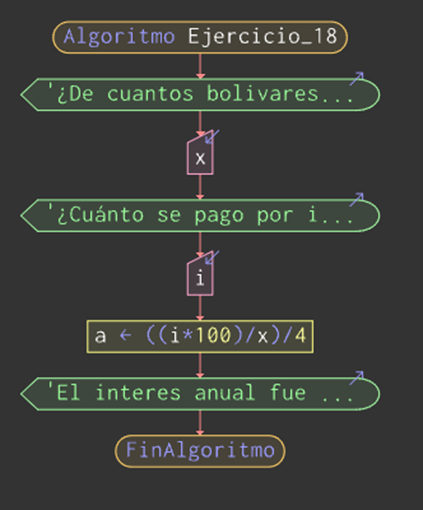 Algoritmo Ejercicio_18
'¿De cuantos bolivares...
x
'¿Cuánto se pago por i...
i
a ← ((i*100)/x)/4
'El interes anual fue ...
FinAlgoritmo